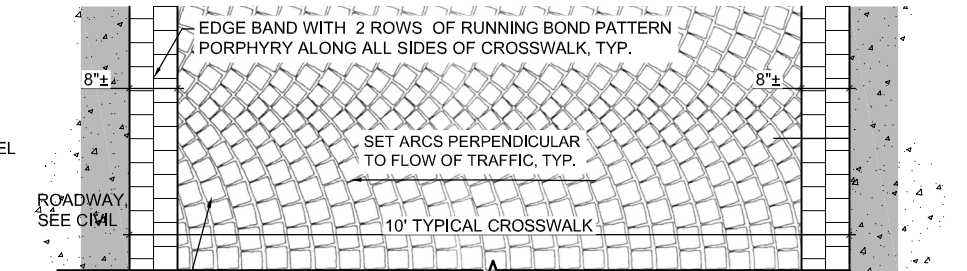 EDGE BAND WITH 2 ROWS OF RUNNING BOND PATTERN
PORPHYRY ALONG ALL SIDES OF CROSSWALK, TYP.
8"±
8"±
SET ARCS PERPENDICULAR
TO FLOW OF TRAFFIC, TYP.
EL
ROADWAY,
SEE CIVIL
10' TYPICAL CROSSWALK